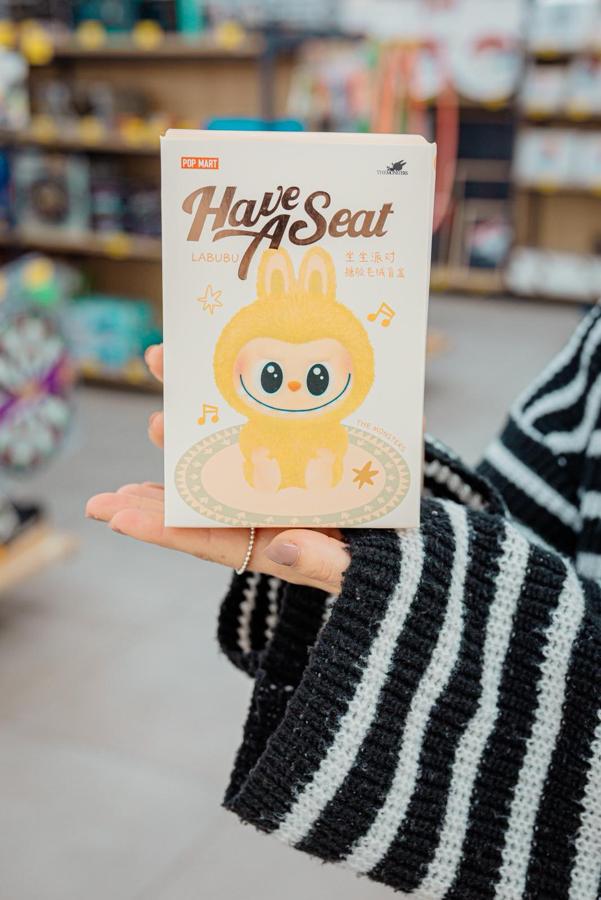 POP MART
THE MONSTERS
Have
A Seat
LABUBU
坐坐派对
搪胶毛绒盲盒
THE MONSTERS